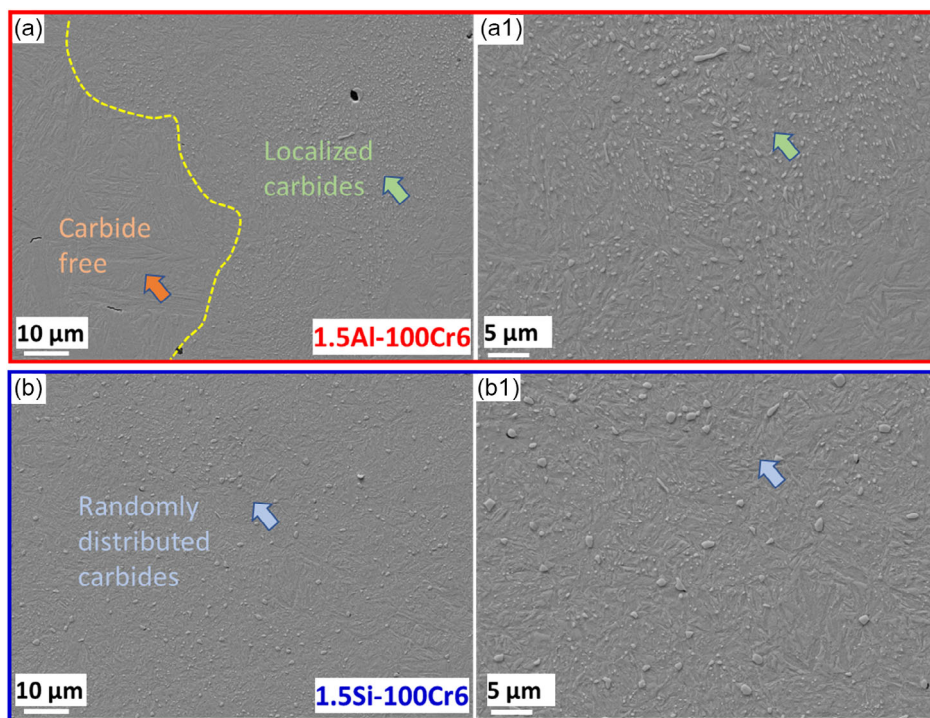 (a)
(a1)
Localized
carbides
Carbide
free
10 µm
1.5Al-100Cr6
5 µm
(b)
(b1)
Randomly
distributed
carbides
10 µm
1.5Si-100Cr6
5 µm